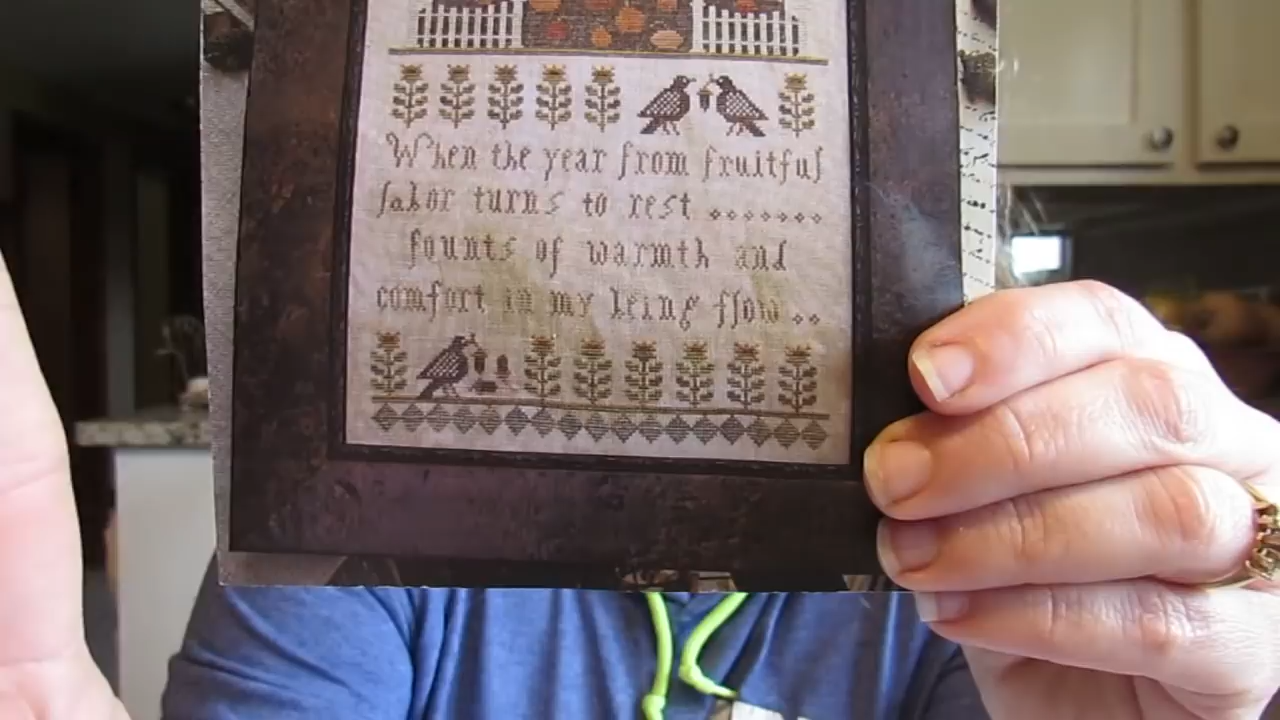 When the year from fruitful
labor turns to rest .......
founts of warmth and
comfort in my being flow ..